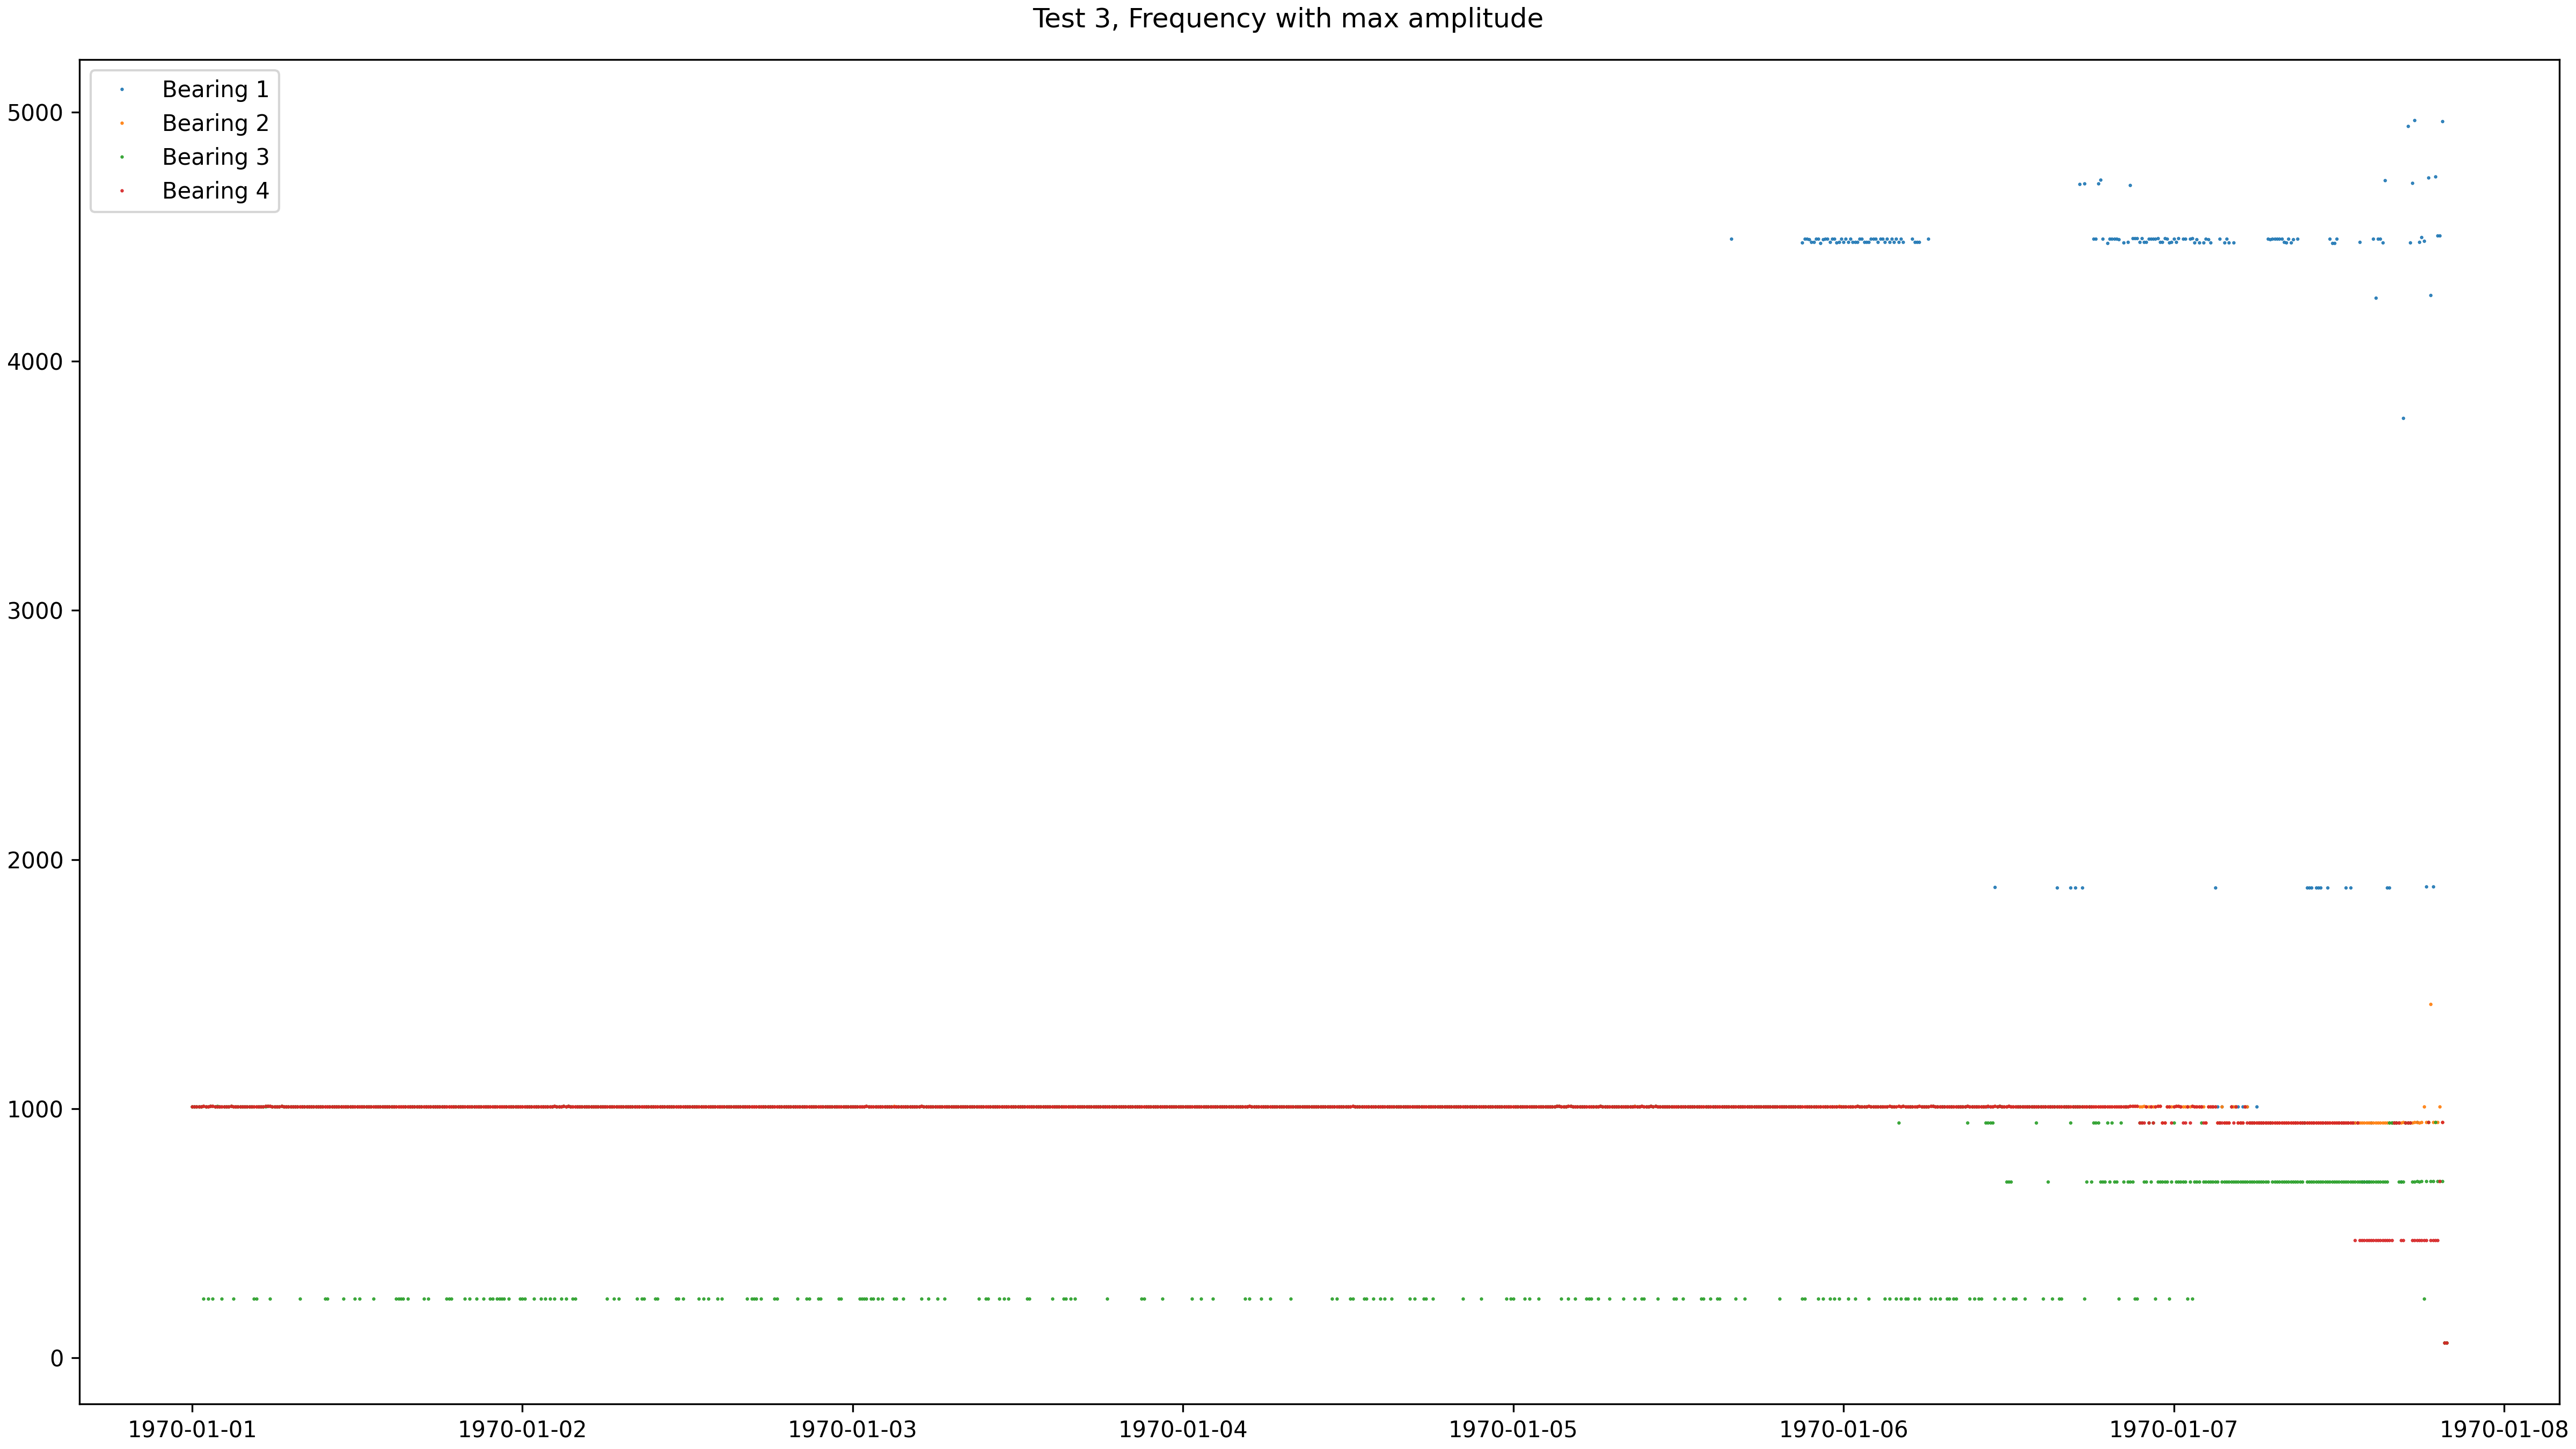 Test 3, Frequency with max amplitude
Bearing 1
Bearing 2
Bearing 3
Bearing 4
5000
4000
3000
2000
1000
0
1970-01-01 1970-01-02 1970-01-03 1970-01-04 1970-01-05 1970-01-06 1970-01-07 1970-01-08